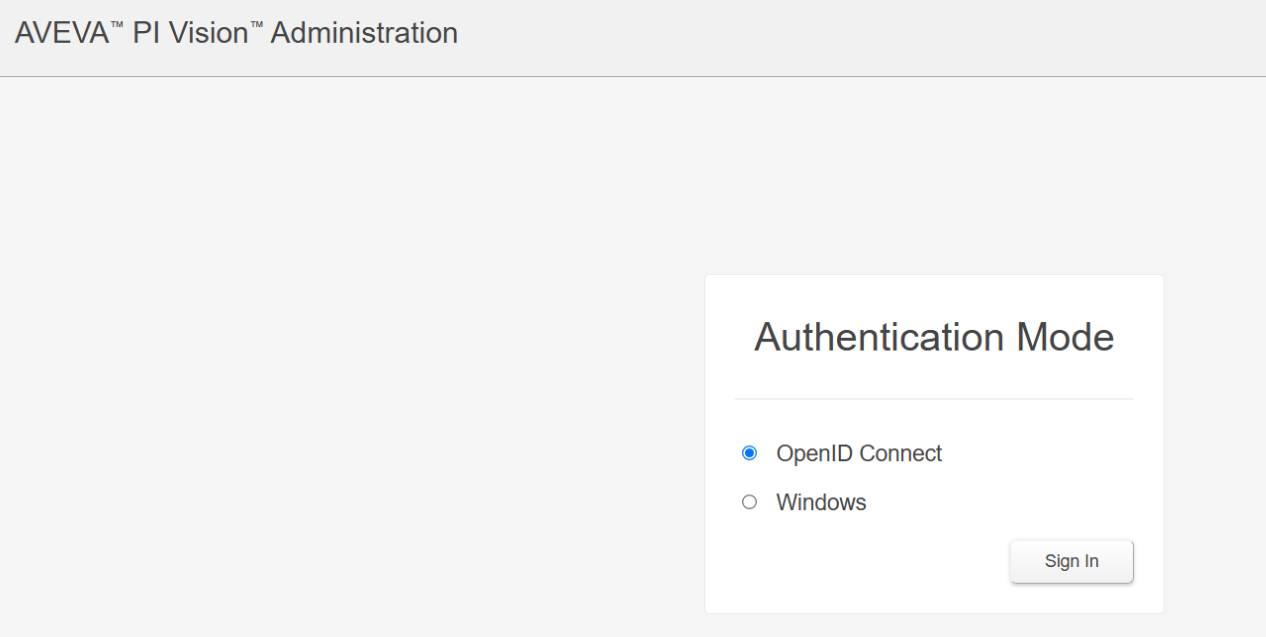 AVEVA™ PI Vision™ Administration
Authentication Mode
OpenID Connect
Windows
Sign In